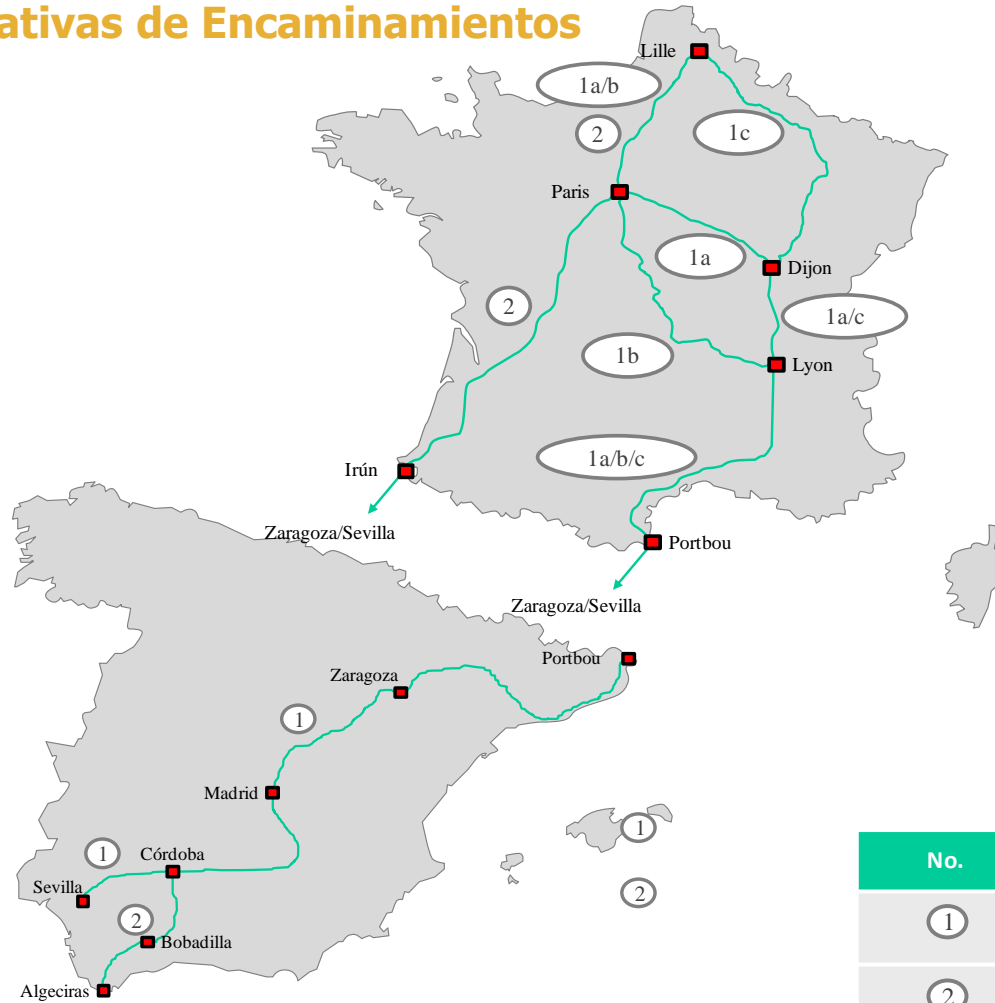 ativas de Encaminamientos
Lille
1a/b
2
1c
Paris
1a
Dijon
2
1a/c
1b
Lyon
1a/b/c
Irún
Zaragoza/Sevilla
Portbou
Zaragoza/Sevilla
Portbou
Zaragoza
1
Madrid
1
1
Córdoba
No.
Sevilla
2
1
2
Bobadilla
Algeciras
2